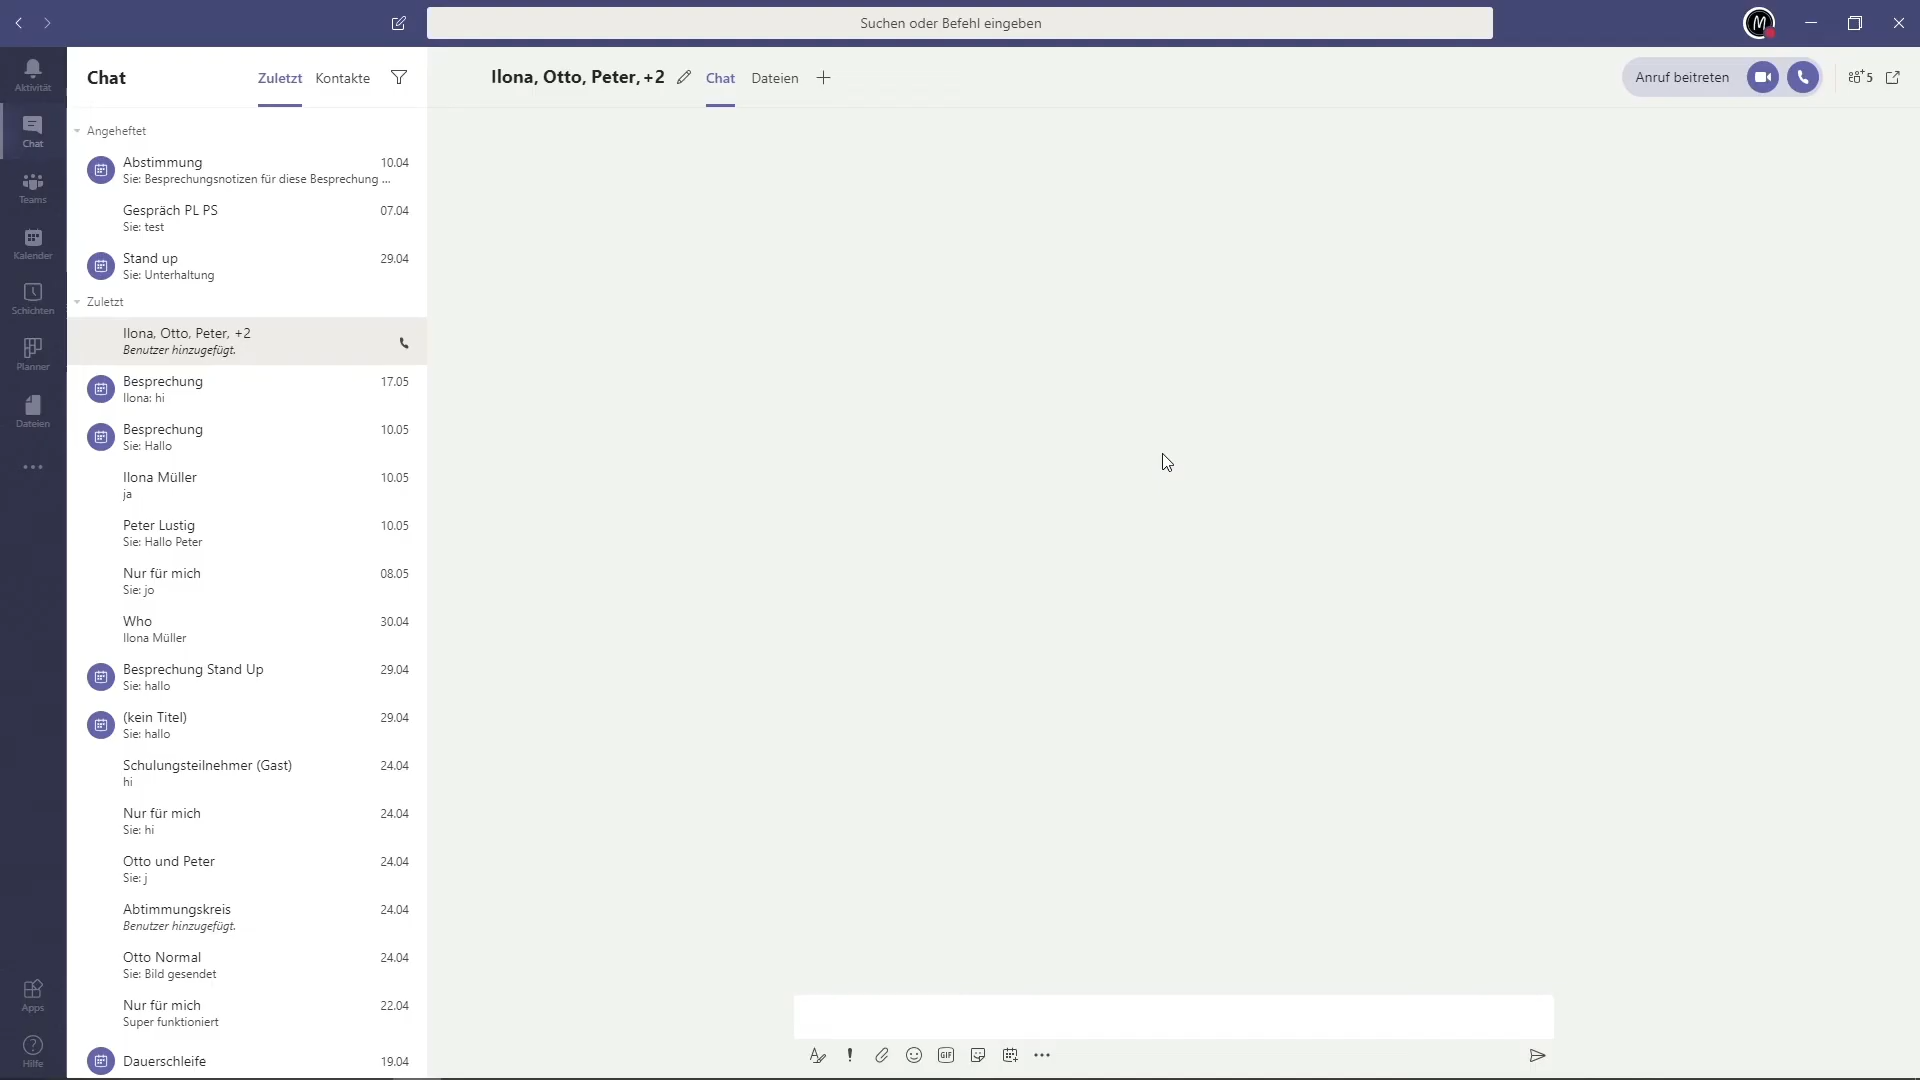 Suchen oder Befehl eingeben
M
Aktivität
Chat
Teams
Kalender
Schichten
Planner
Dateien
Apps
Hilfe
Chat
Zuletzt
Kontakte
Angeheftet
Abstimmung 10.04
Sie: Besprechungsnotizen für diese Besprechung ...
Gespräch PL PS 07.04
Sie: test
Stand up 29.04
Sie: Unterhaltung
Zuletzt
Ilona, Otto, Peter, +2
Benutzer hinzugefügt.
Besprechung 17.05
Ilona: hi
Besprechung 10.05
Sie: Hallo
Ilona Müller 10.05
ja
Peter Lustig 10.05
Sie: Hallo Peter
Nur für mich 08.05
Sie: jo
Who 30.04
Ilona Müller
Besprechung Stand Up 29.04
Sie: hallo
(kein Titel) 29.04
Sie: hallo
Schulungsteilnehmer (Gast) 24.04
hi
Nur für mich 24.04
Sie: hi
Otto und Peter 24.04
Sie: j
Abtimmungskreis 24.04
Benutzer hinzugefügt.
Otto Normal 24.04
Sie: Bild gesendet
Nur für mich 22.04
Super funktioniert
Dauerschleife 19.04
Ilona, Otto, Peter, +2
Chat
Dateien
Anruf beitreten
5
GIF